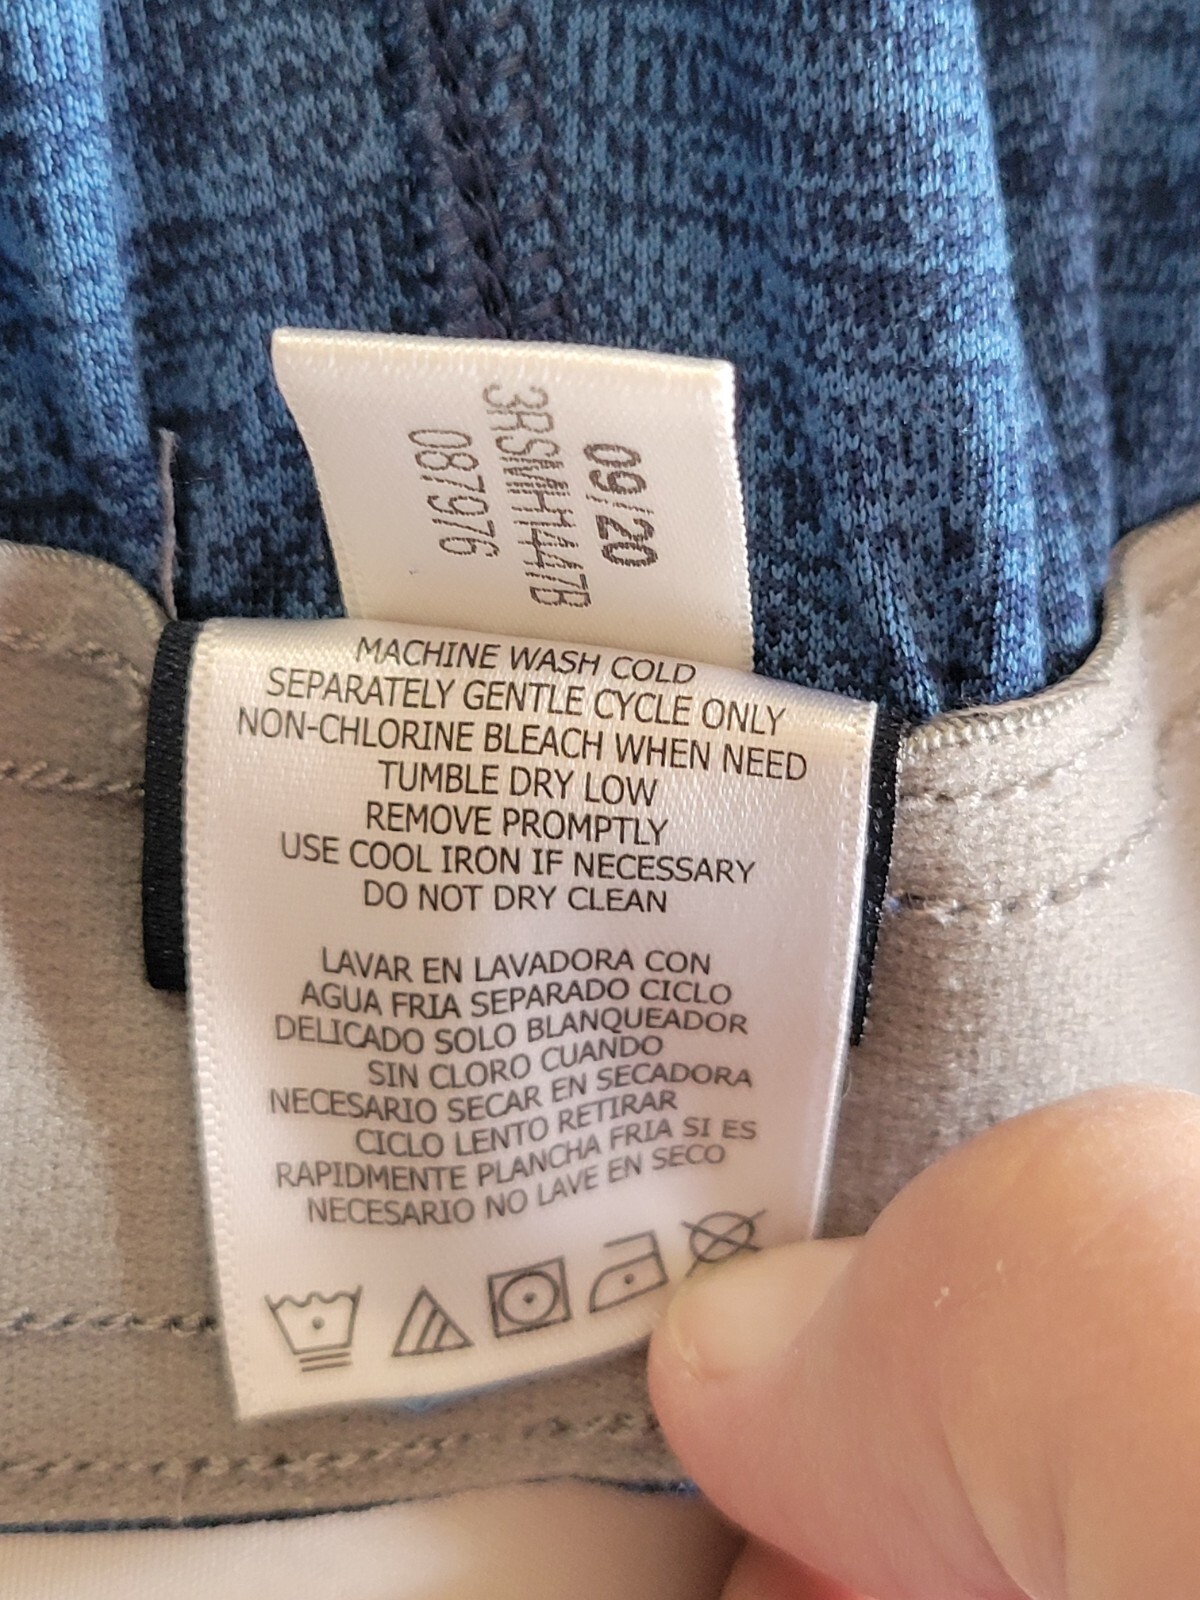 09/20
3RSMHH447B
087976
MACHINE WASH COLD
SEPARATELY GENTLE CYCLE ONLY
NON-CHLORINE BLEACH WHEN NEED
TUMBLE DRY LOW
REMOVE PROMPTLY
USE COOL IRON IF NECESSARY
DO NOT DRY CLEAN
LAVAR EN LAVADORA CON
AGUA FRIA SEPARADO CICLO
DELICADO SOLO BLANQUEADOR
SIN CLORO CUANDO
NECESARIO SECAR EN SECADORA
CICLO LENTO RETIRAR
RAPIDMENTE PLANCHA FRIA SI ES
NECESARIO NO LAVE EN SECO